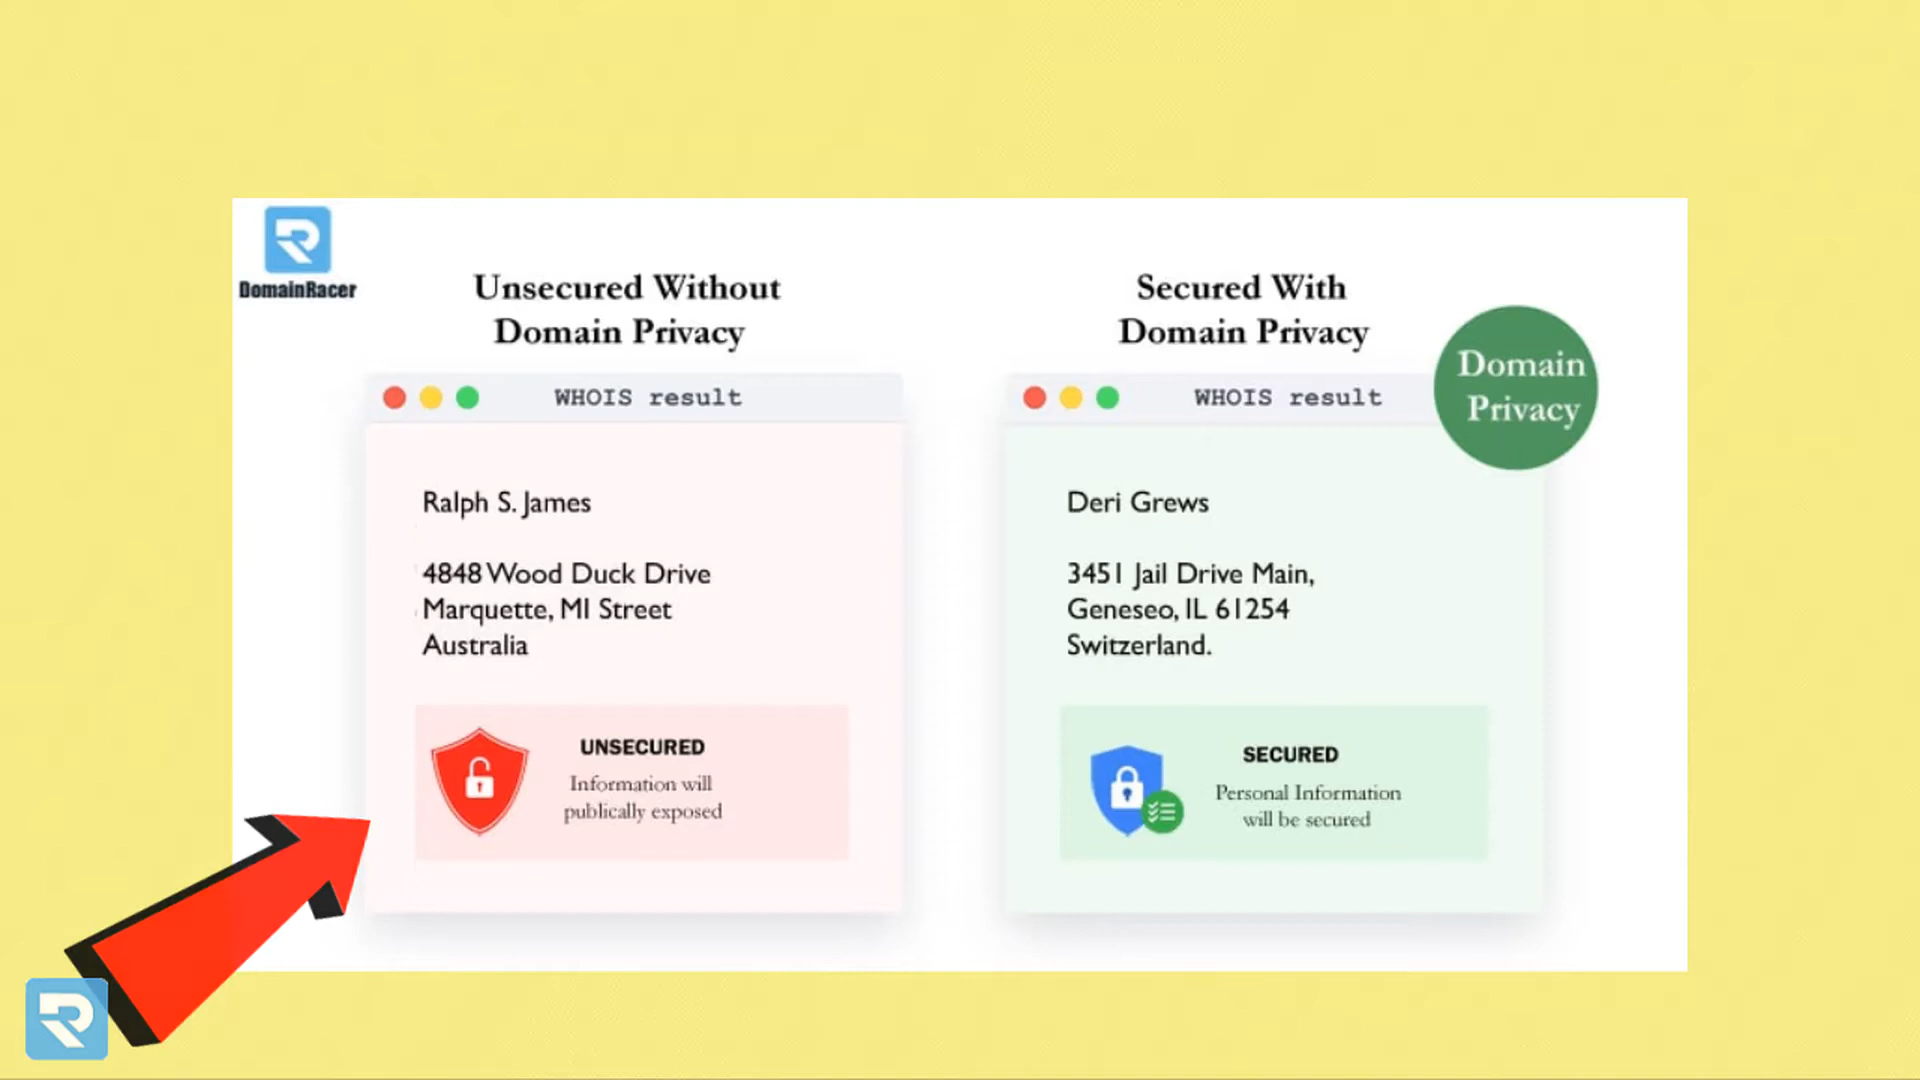 DomainRacer
Unsecured Without
Domain Privacy
WHOIS result
Ralph S. James
4848 Wood Duck Drive
Marquette, MI Street
Australia
UNSECURED
Information will
publically exposed
Secured With
Domain Privacy
Domain
Privacy
WHOIS result
Deri Grews
3451 Jail Drive Main,
Geneseo, IL 61254
Switzerland.
SECURED
Personal Information
will be secured